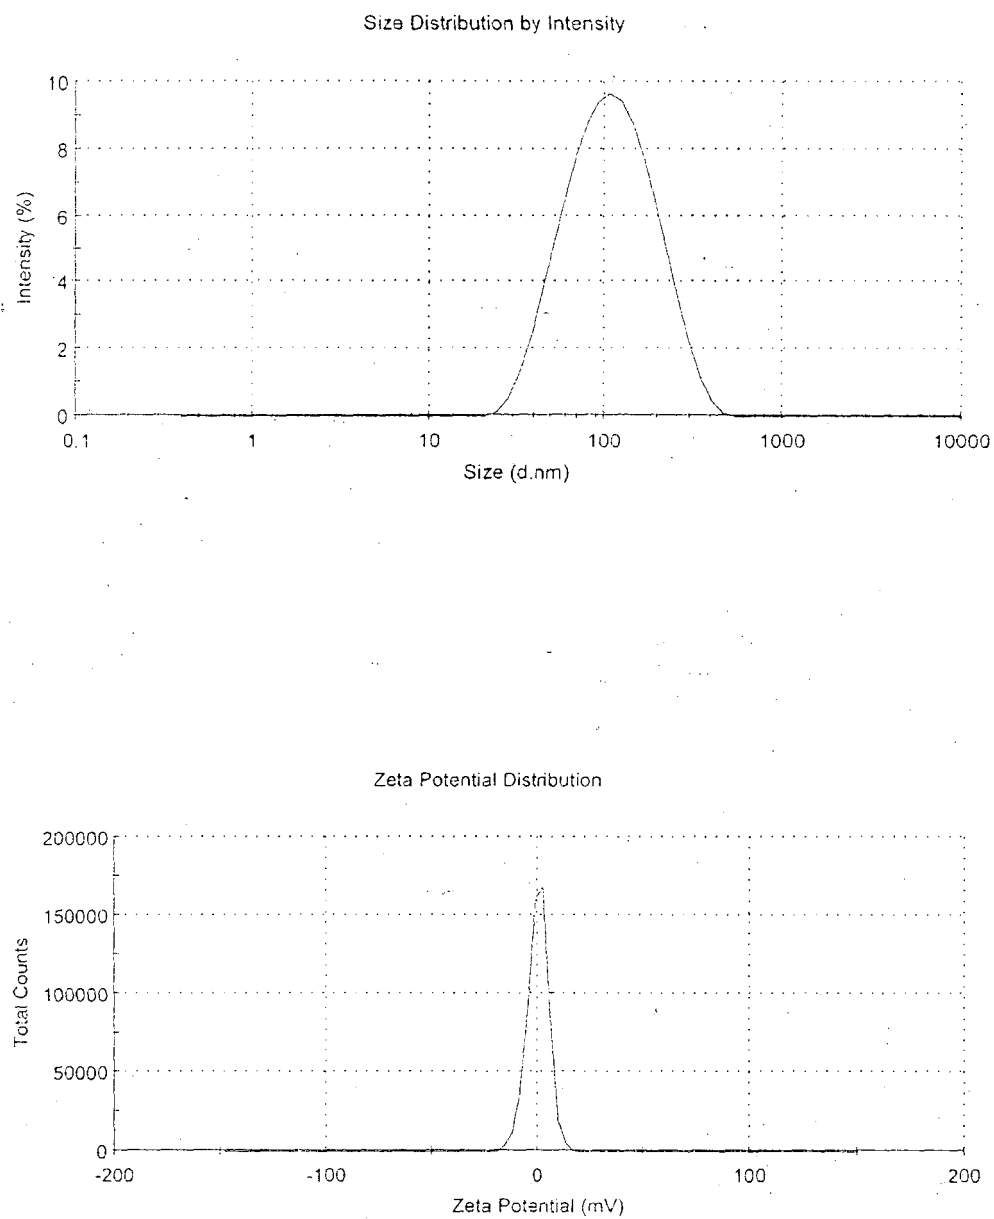 Size Distribution by Intensity
10
8
6
4
2
0
Intensity (%)
0.1 1 10 100 1000 10000
Size (d.nm)
Zeta Potential Distribution
200000
150000
100000
50000
0
Total Counts
-200 -100 0 100 200
Zeta Potential (mV)